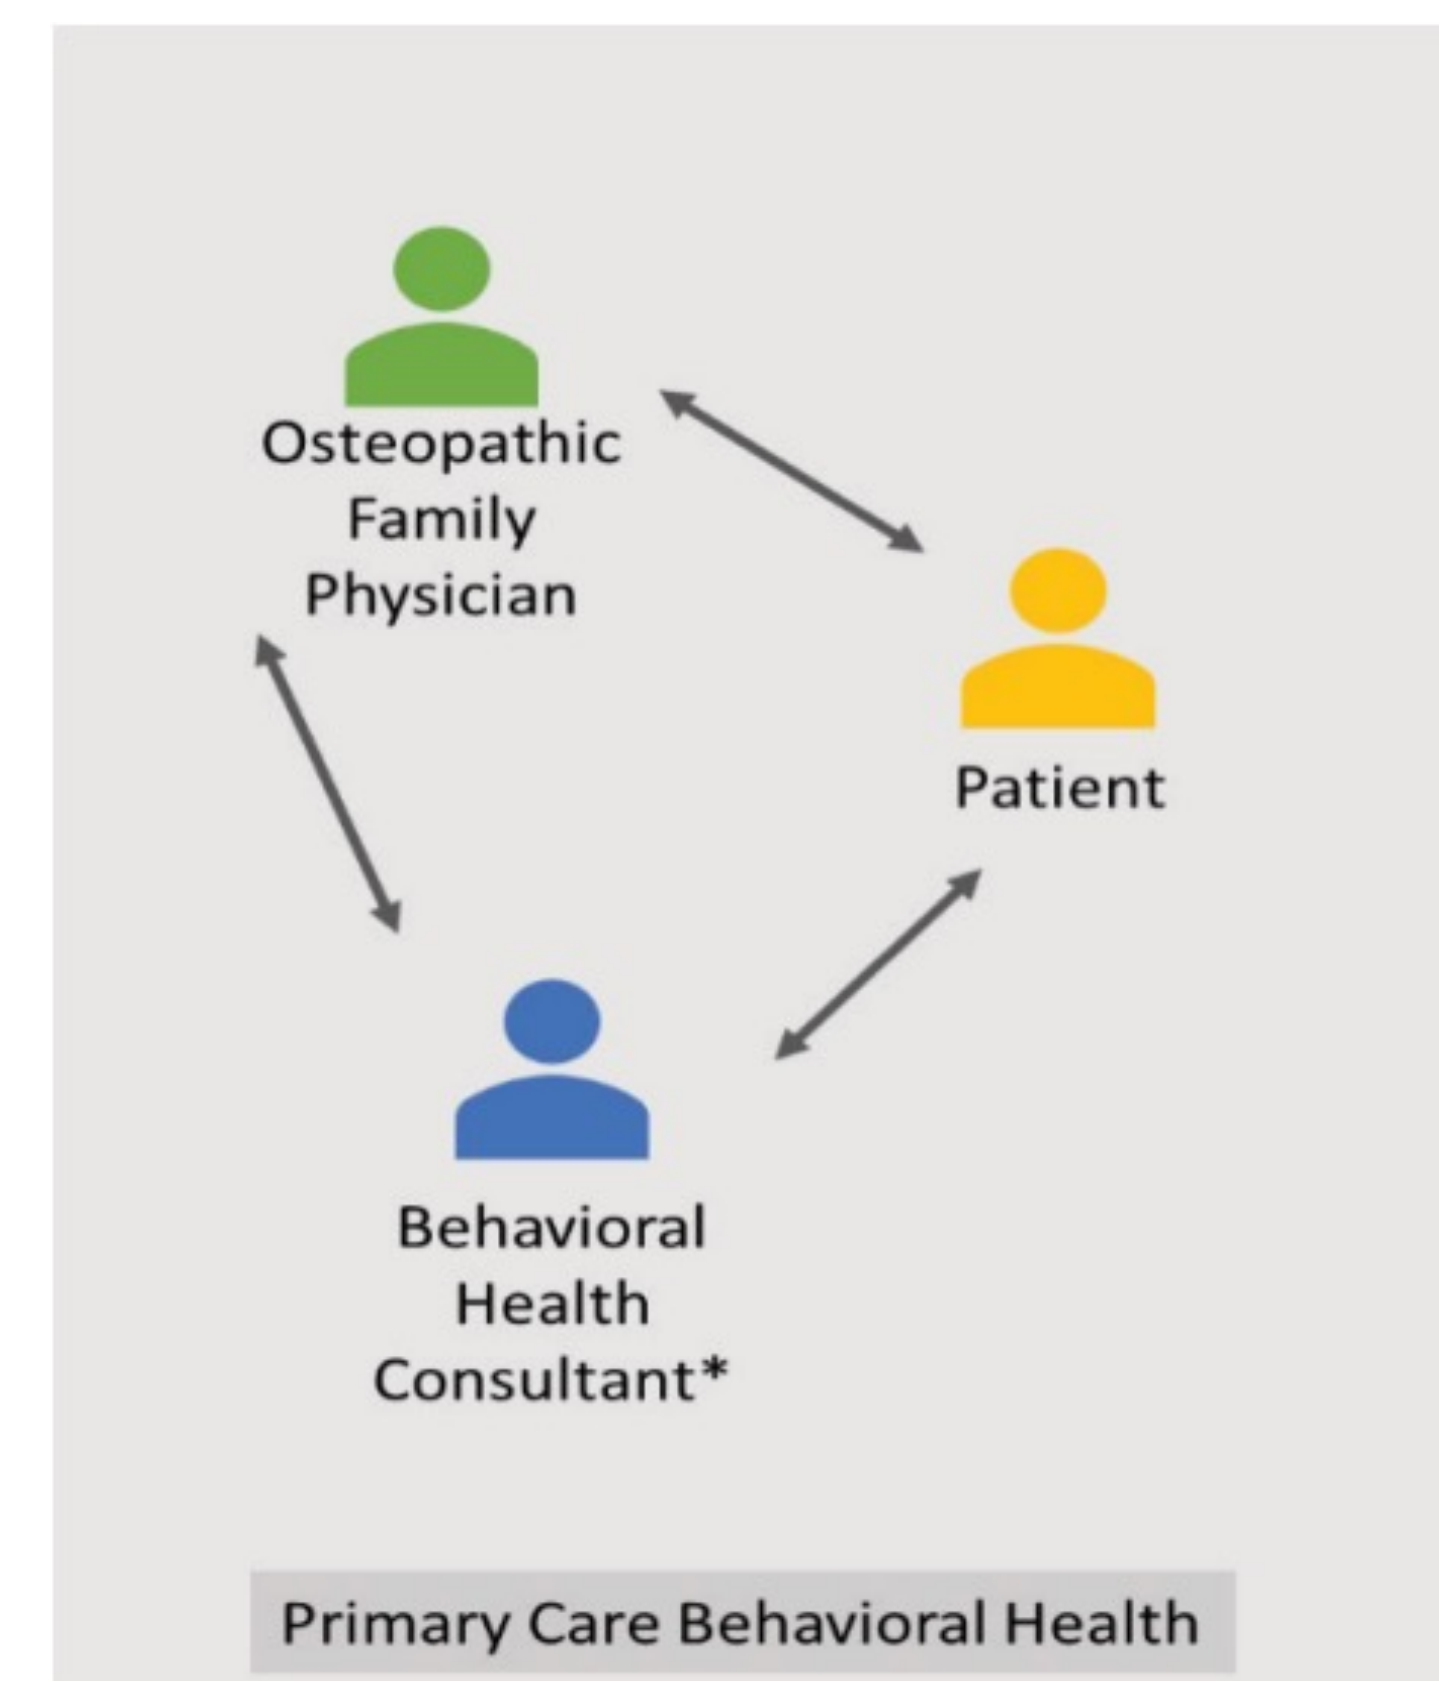 Osteopathic
Family
Physician
Patient
Behavioral
Health
Consultant*
Primary Care Behavioral Health